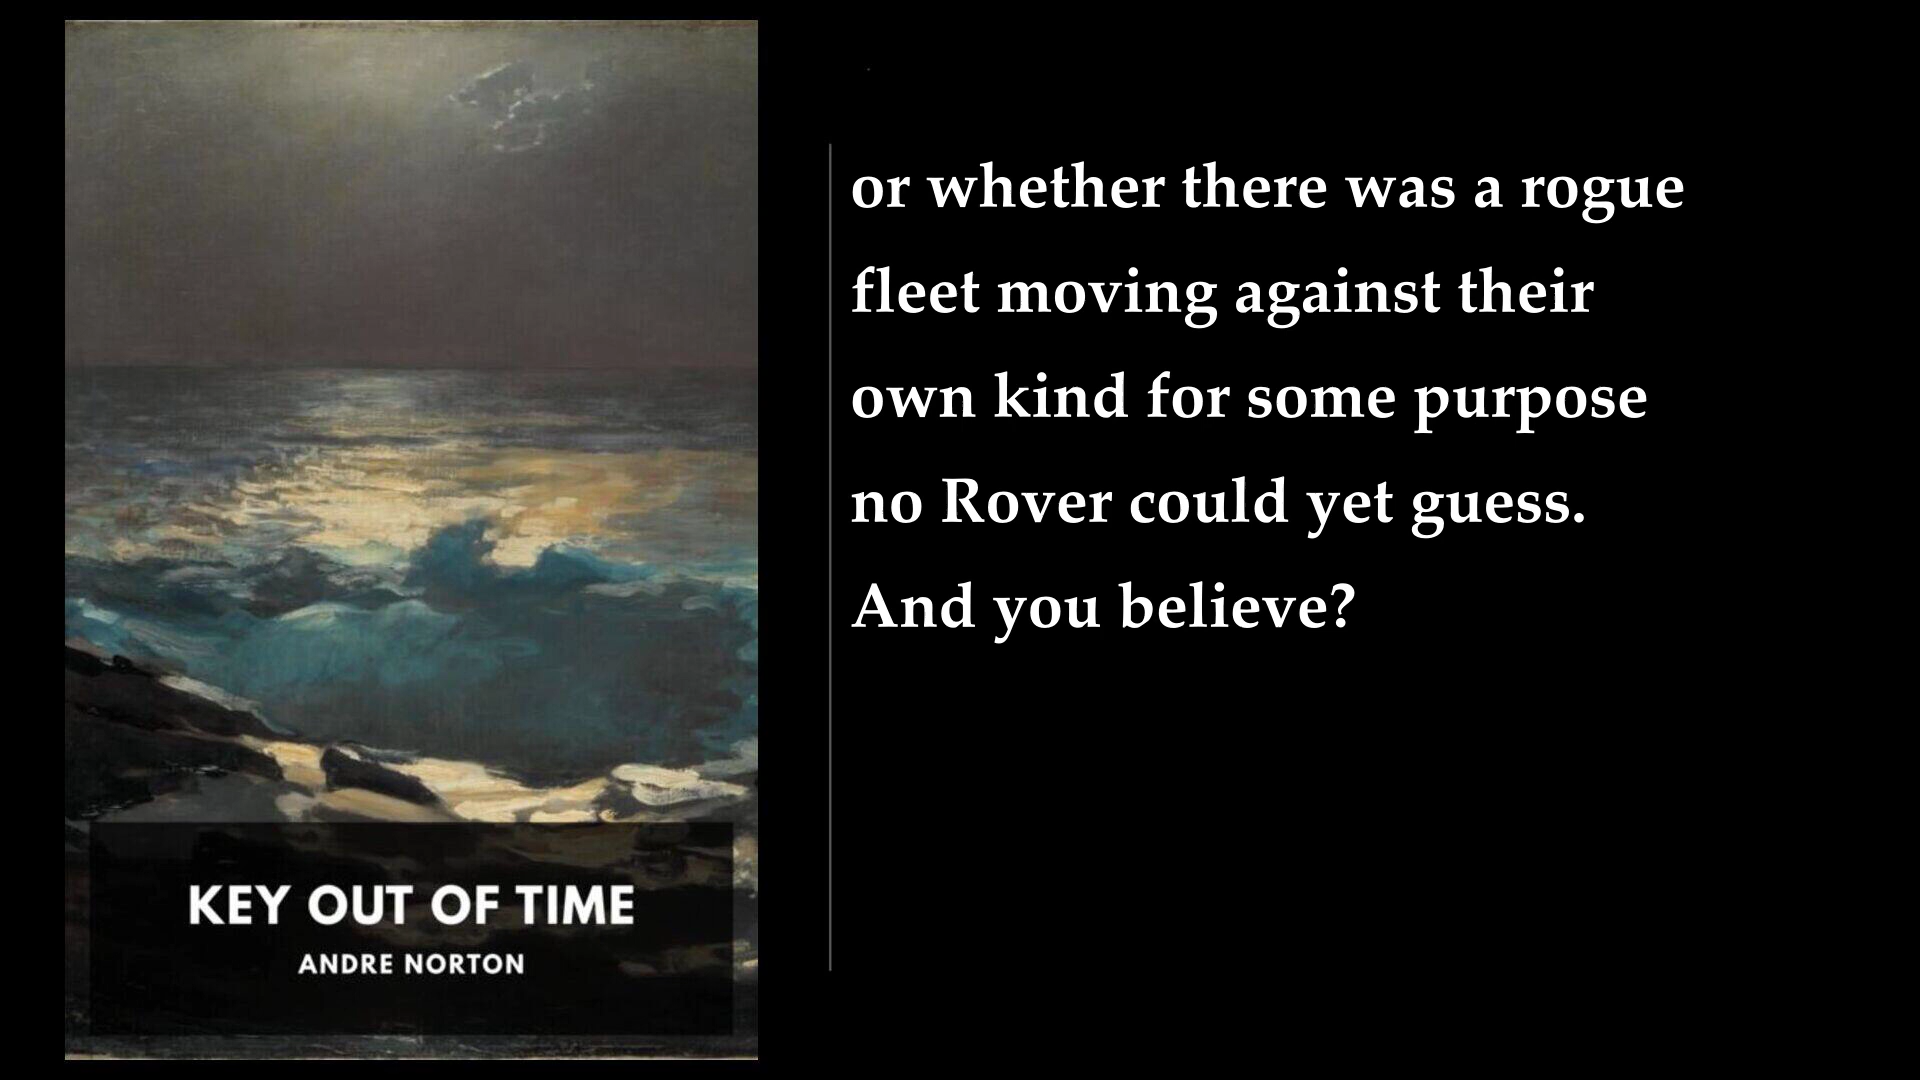 or whether there was a rogue
fleet moving against their
own kind for some purpose
no Rover could yet guess.
And you believe?
KEY OUT OF TIME
ANDRE NORTON